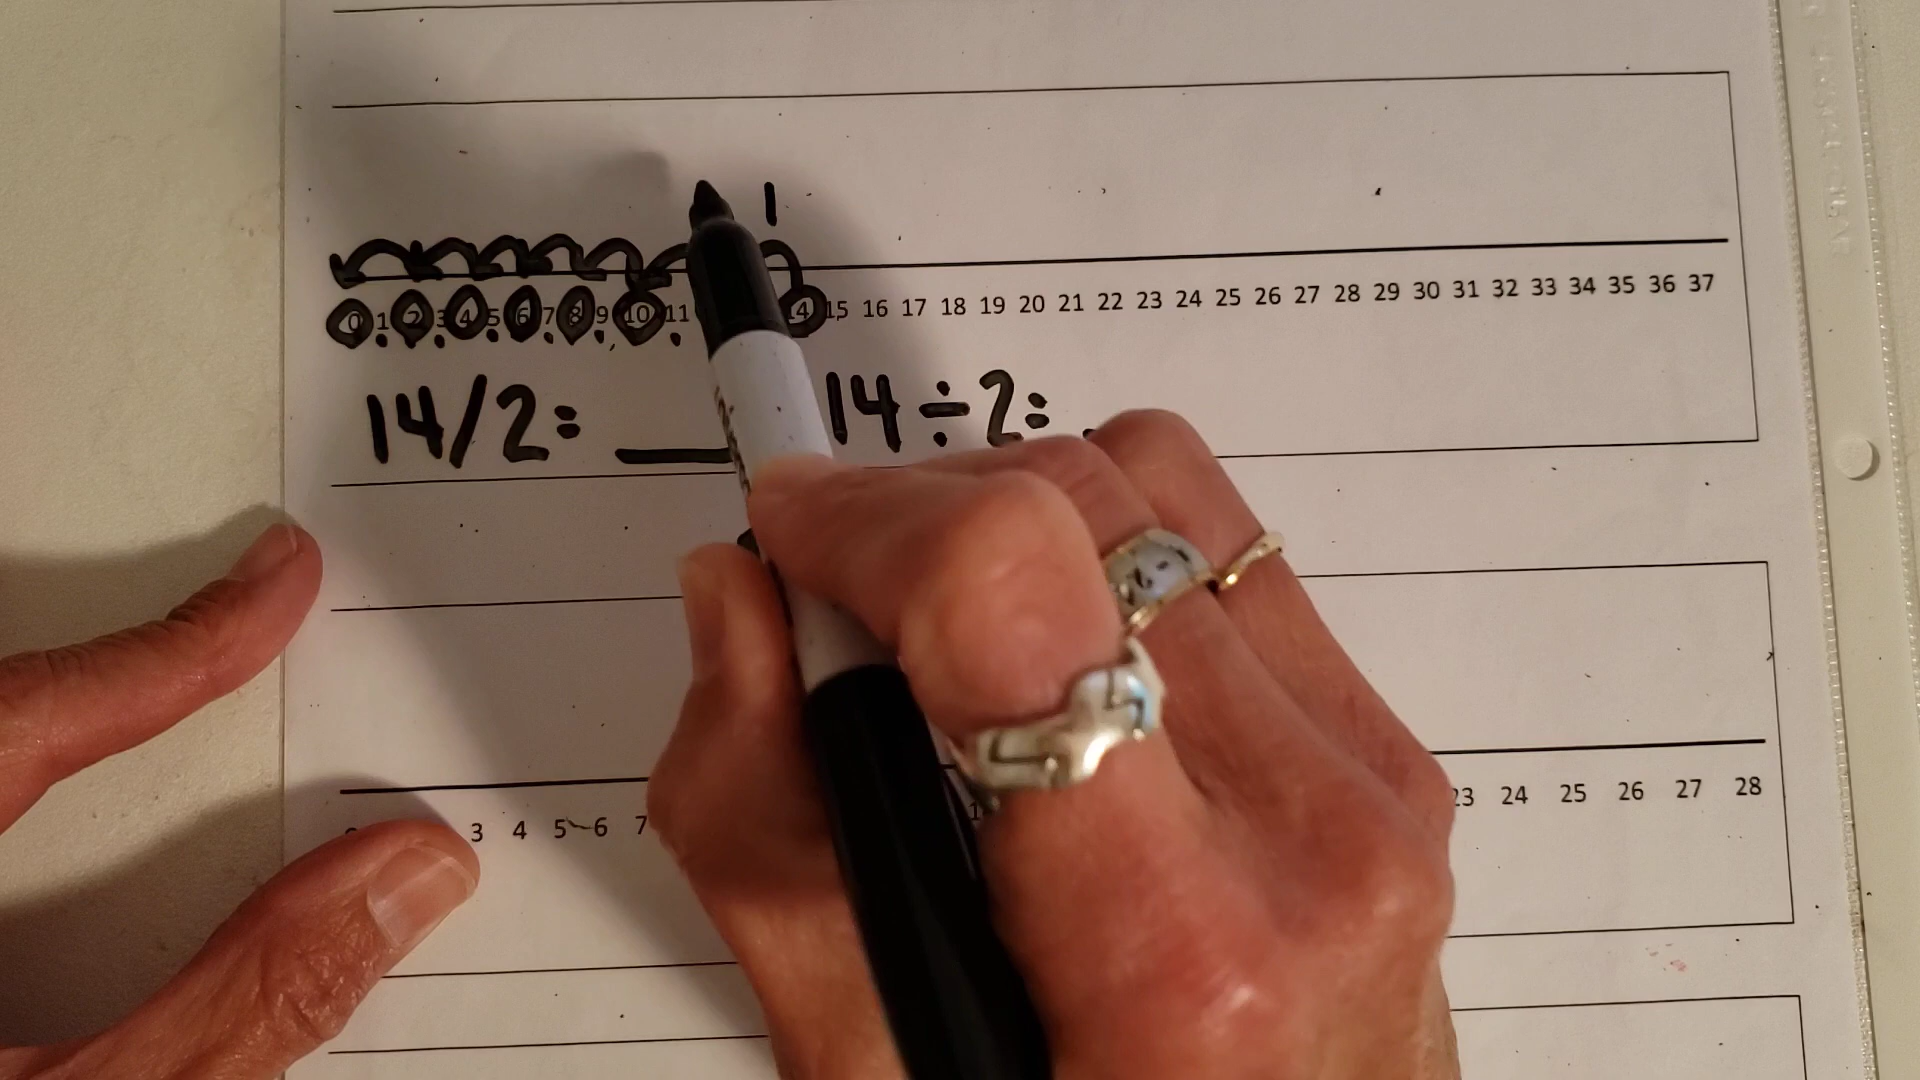 1
0 1 2 3 4 5 6 7 8 9 10 11 14 15 16 17 18 19 20 21 22 23 24 25 26 27 28 29 30 31 32 33 34 35 36 37
14/2= ___ 14÷2=
3 4 5 6 7 23 24 25 26 27 28